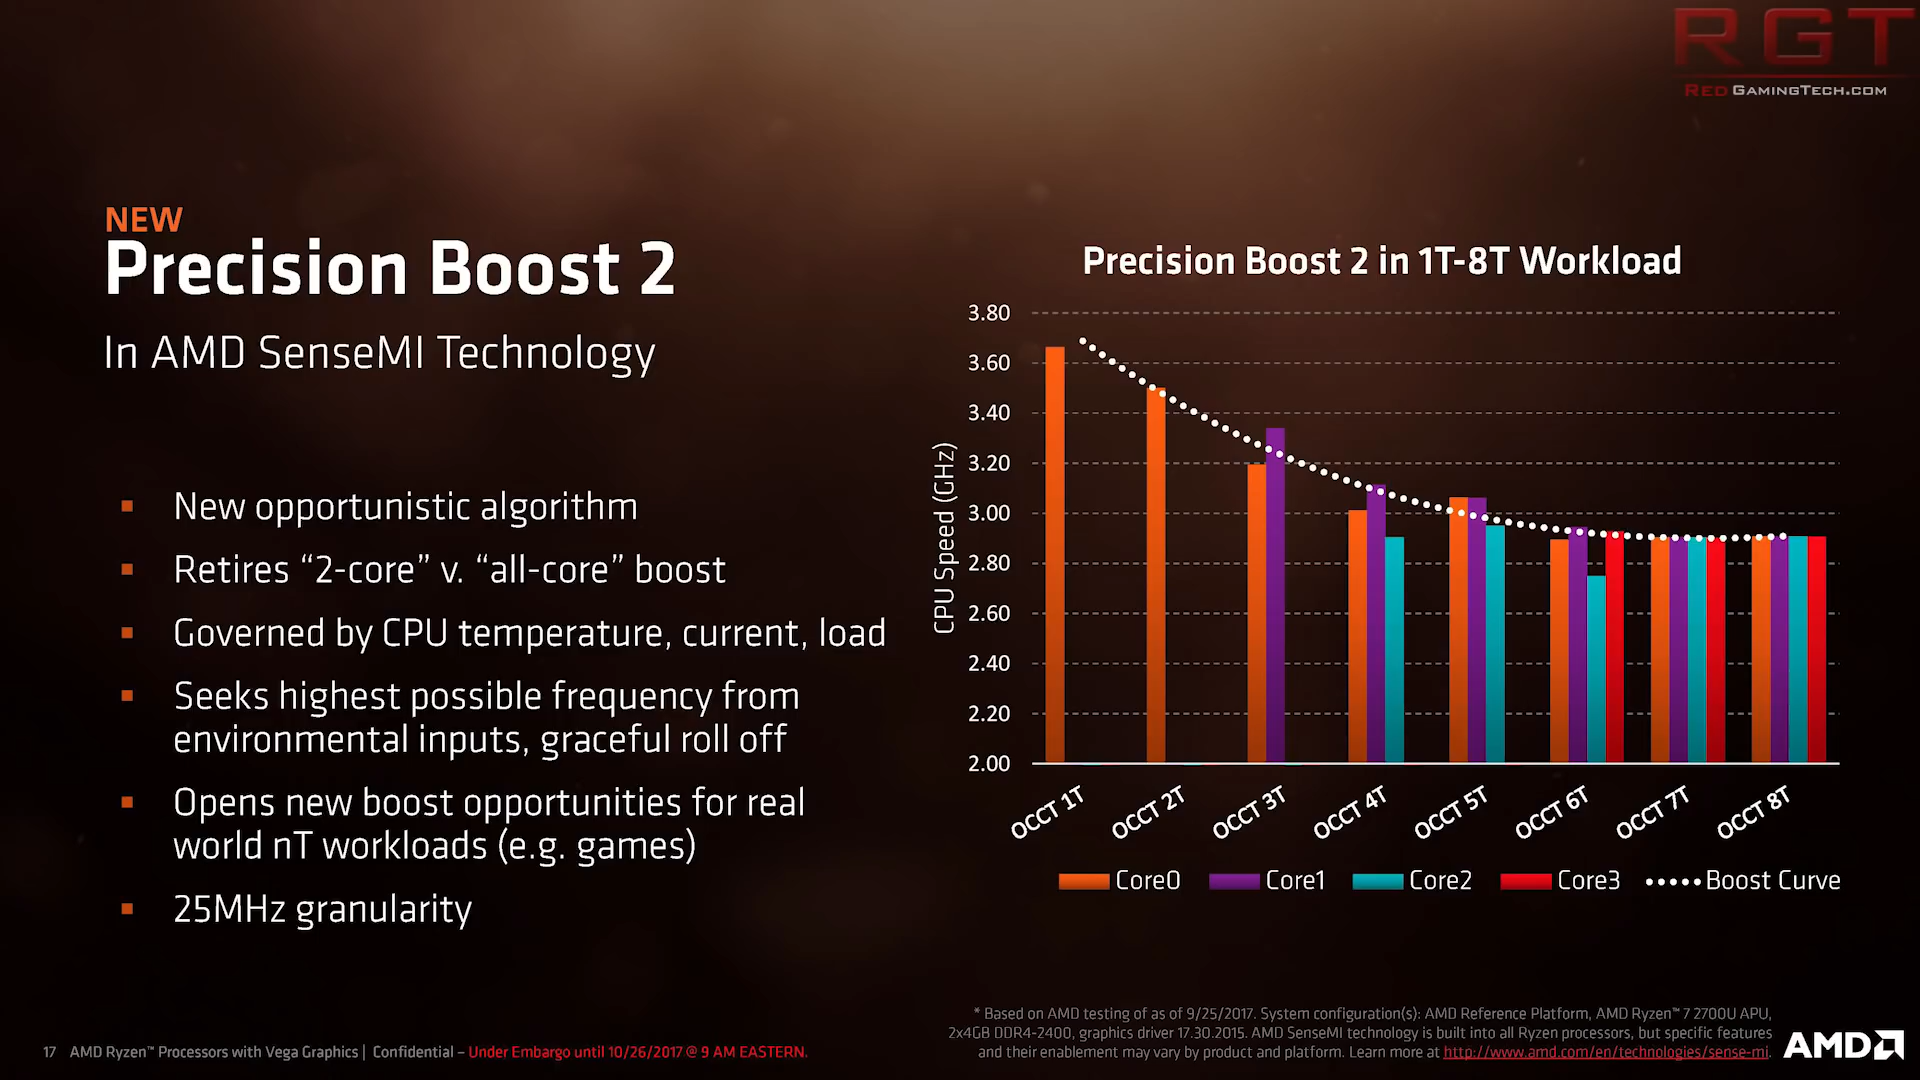 RGT
RedGamingTech.com
NEW
Precision Boost 2
In AMD SenseMI Technology
New opportunistic algorithm
Retires “2-core” v. “all-core” boost
Governed by CPU temperature, current, load
Seeks highest possible frequency from
environmental inputs, graceful roll off
Opens new boost opportunities for real
world nT workloads (e.g. games)
25MHz granularity
Precision Boost 2 in 1T-8T Workload
CPU Speed (GHz)
3.80
3.60
3.40
3.20
3.00
2.80
2.60
2.40
2.20
2.00
OCCT 1T
OCCT 2T
OCCT 3T
OCCT 4T
OCCT 5T
OCCT 6T
OCCT 7T
OCCT 8T
Core0 Core1 Core2 Core3 Boost Curve
* Based on AMD testing of as of 9/25/2017. System configuration(s): AMD Reference Platform, AMD Ryzen™ 7 2700U APU,
2x4GB DDR4-2400, graphics driver 17.30.2015. AMD SenseMI technology is built into all Ryzen processors, but specific features
and their enablement may vary by product and platform. Learn more at http://www.amd.com/en/technologies/sense-mi.
17 AMD Ryzen™ Processors with Vega Graphics | Confidential – Under Embargo until 10/26/2017 @ 9 AM EASTERN.
AMD